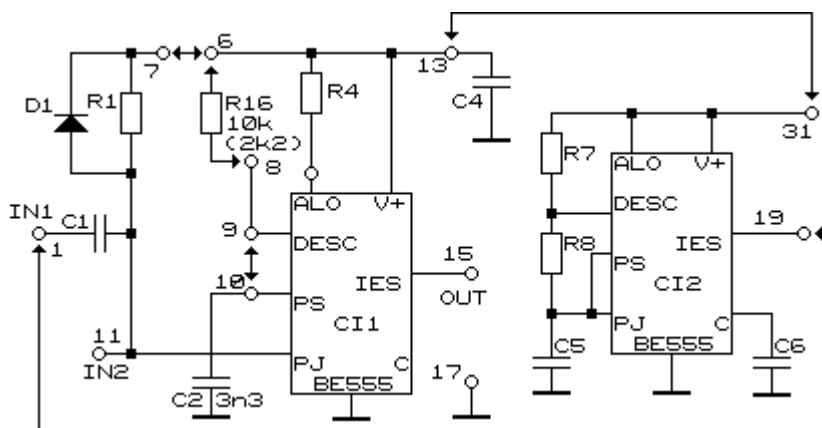 7
6
13
D1
R1
R16
10k
(2k2)
R4
C4
31
8
R7
ALO
V+
ALO
V+
IN1
C1
1
9
DESC
DESC
19
R8
IES
15
PS
10
IES
OUT
PS
CI1
CI2
11
IN2
PJ
C
PJ
C
C5
C6
BE555
17
BE555
C2
3n3